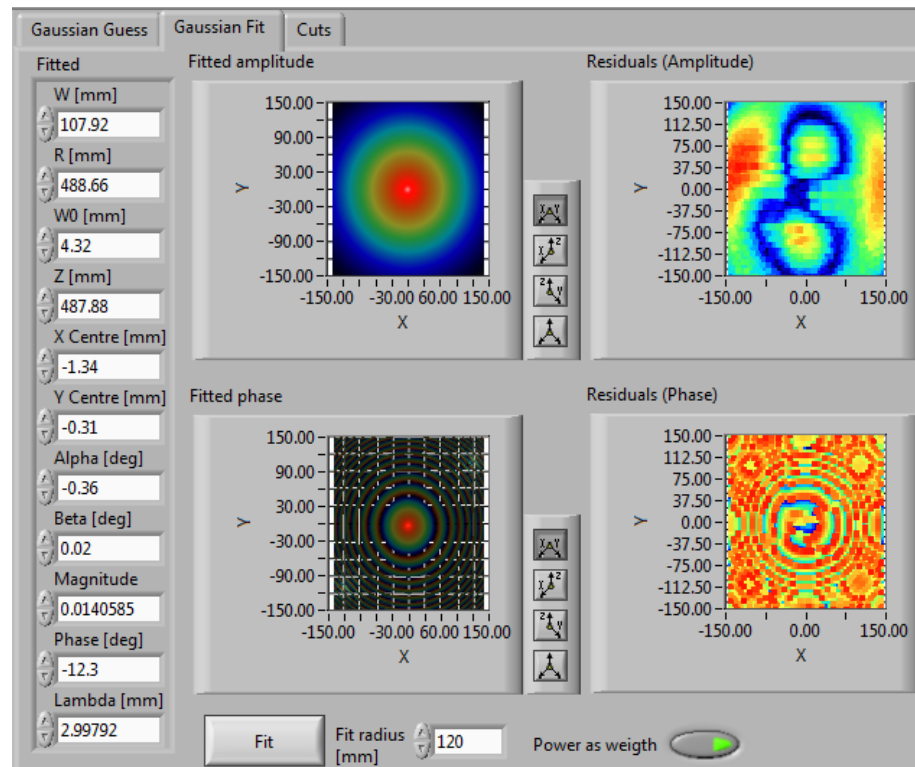 Gaussian Guess Gaussian Fit Cuts
Fitted
W [mm]
107.92
R [mm]
488.66
W0 [mm]
4.32
Z [mm]
487.88
X Centre [mm]
-1.34
Y Centre [mm]
-0.31
Alpha [deg]
-0.36
Beta [deg]
0.02
Magnitude
0.0140585
Phase [deg]
-12.3
Lambda [mm]
2.99792
Fitted amplitude
150.00
90.00
30.00
-30.00
-90.00
-150.00
Y
-150.00 -30.00 60.00 150.00
X
Residuals (Amplitude)
150.00
112.50
75.00
37.50
0.00
-37.50
-75.00
-112.50
-150.00
Y
-150.00 0.00 150.00
X
Fitted phase
150.00
90.00
30.00
-30.00
-90.00
-150.00
Y
-150.00 -30.00 60.00 150.00
X
Residuals (Phase)
150.00
112.50
75.00
37.50
0.00
-37.50
-75.00
-112.50
-150.00
Y
-150.00 0.00 150.00
X
Fit
Fit radius
[mm]
120
Power as weigth